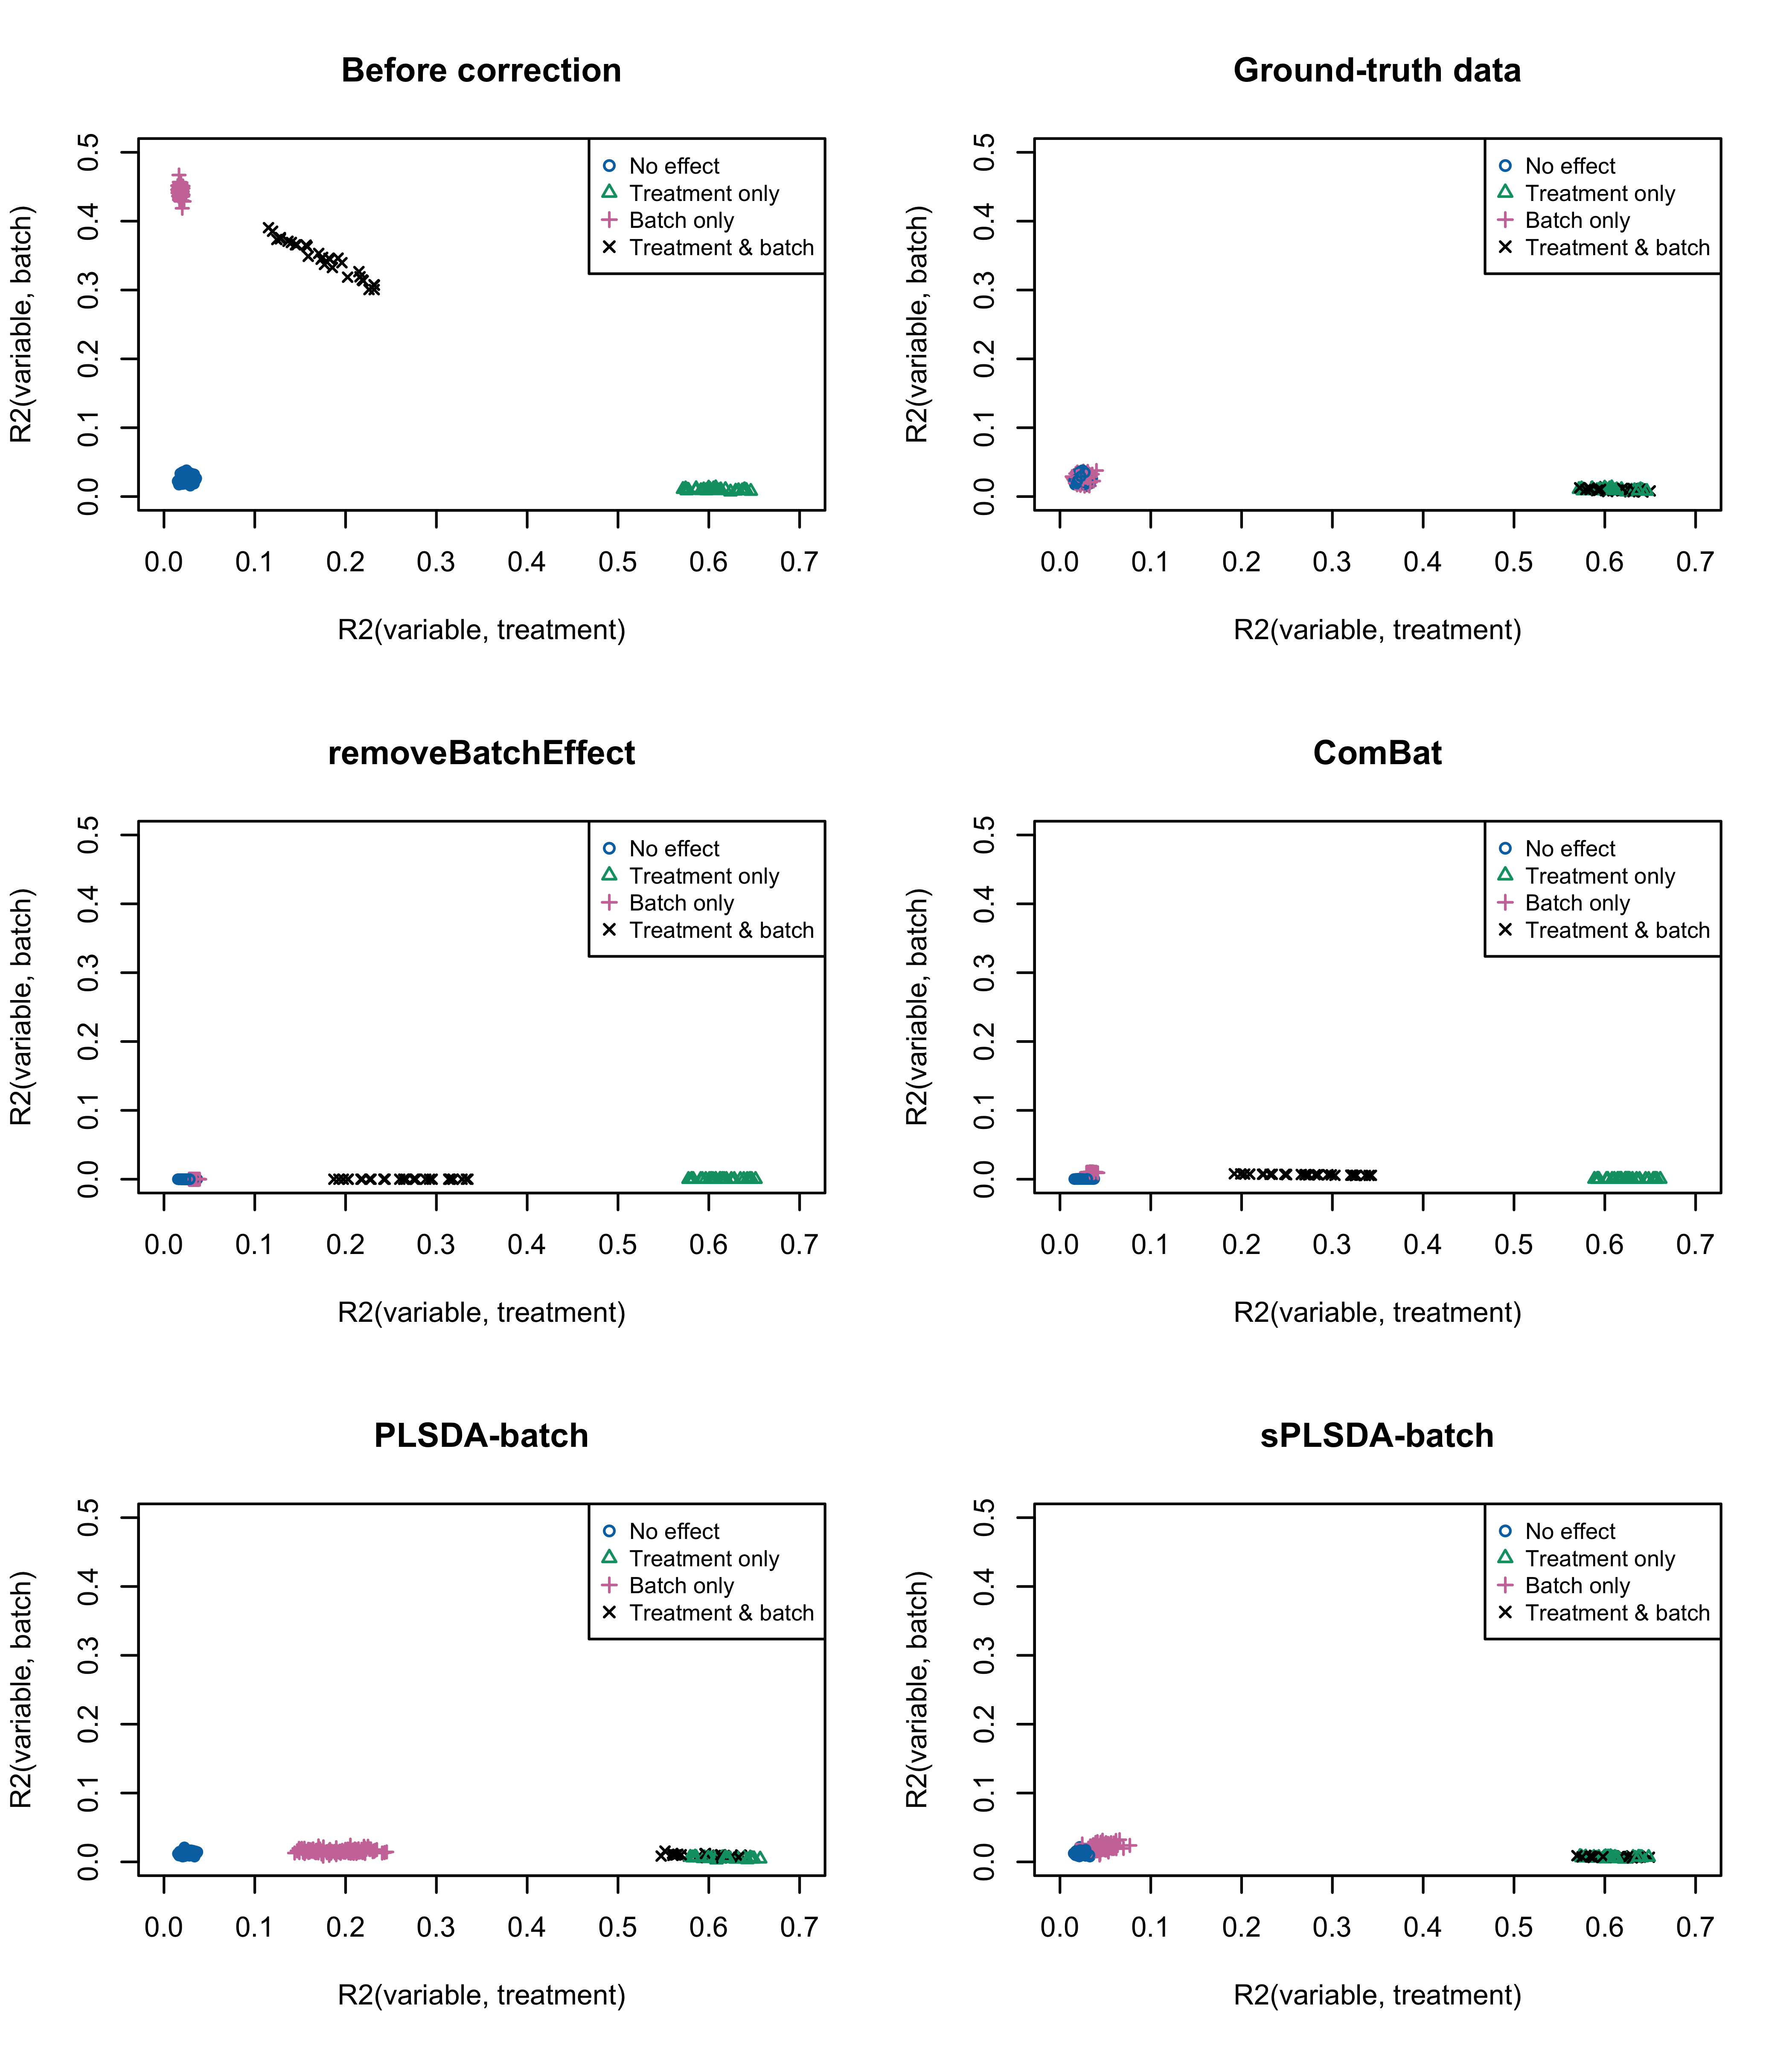 Before correction
R2(variable, batch)
0.5
0.4
0.3
0.2
0.1
0.0
No effect
Treatment only
Batch only
Treatment & batch
0.0 0.1 0.2 0.3 0.4 0.5 0.6 0.7
R2(variable, treatment)
Ground-truth data
R2(variable, batch)
0.5
0.4
0.3
0.2
0.1
0.0
No effect
Treatment only
Batch only
Treatment & batch
0.0 0.1 0.2 0.3 0.4 0.5 0.6 0.7
R2(variable, treatment)
removeBatchEffect
R2(variable, batch)
0.5
0.4
0.3
0.2
0.1
0.0
No effect
Treatment only
Batch only
Treatment & batch
0.0 0.1 0.2 0.3 0.4 0.5 0.6 0.7
R2(variable, treatment)
ComBat
R2(variable, batch)
0.5
0.4
0.3
0.2
0.1
0.0
No effect
Treatment only
Batch only
Treatment & batch
0.0 0.1 0.2 0.3 0.4 0.5 0.6 0.7
R2(variable, treatment)
PLSDA-batch
R2(variable, batch)
0.5
0.4
0.3
0.2
0.1
0.0
No effect
Treatment only
Batch only
Treatment & batch
0.0 0.1 0.2 0.3 0.4 0.5 0.6 0.7
R2(variable, treatment)
sPLSDA-batch
R2(variable, batch)
0.5
0.4
0.3
0.2
0.1
0.0
No effect
Treatment only
Batch only
Treatment & batch
0.0 0.1 0.2 0.3 0.4 0.5 0.6 0.7
R2(variable, treatment)